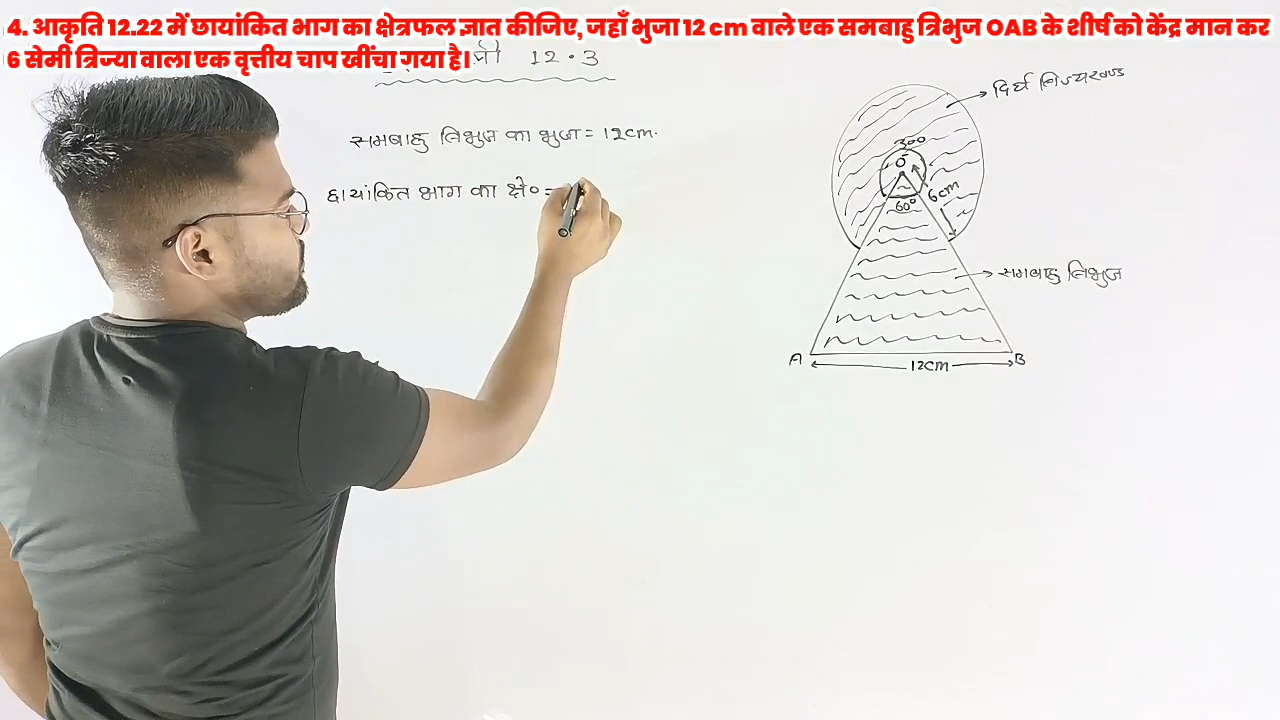 4. आकृति 12.22 में छायांकित भाग का क्षेत्रफल ज्ञात कीजिए, जहाँ भुजा 12 cm वाले एक समबाहु त्रिभुज OAB के शीर्ष को केंद्र मान कर
6 सेमी त्रिज्या वाला एक वृत्तीय चाप खींचा गया है।
12.3
समबाहु त्रिभुज का भुजा = 12cm.
छायांकित भाग का क्षे० =
दिर्घ त्रिज्यखण्ड
300
O
6cm
60°
समबाहु त्रिभुज
A
B
12cm